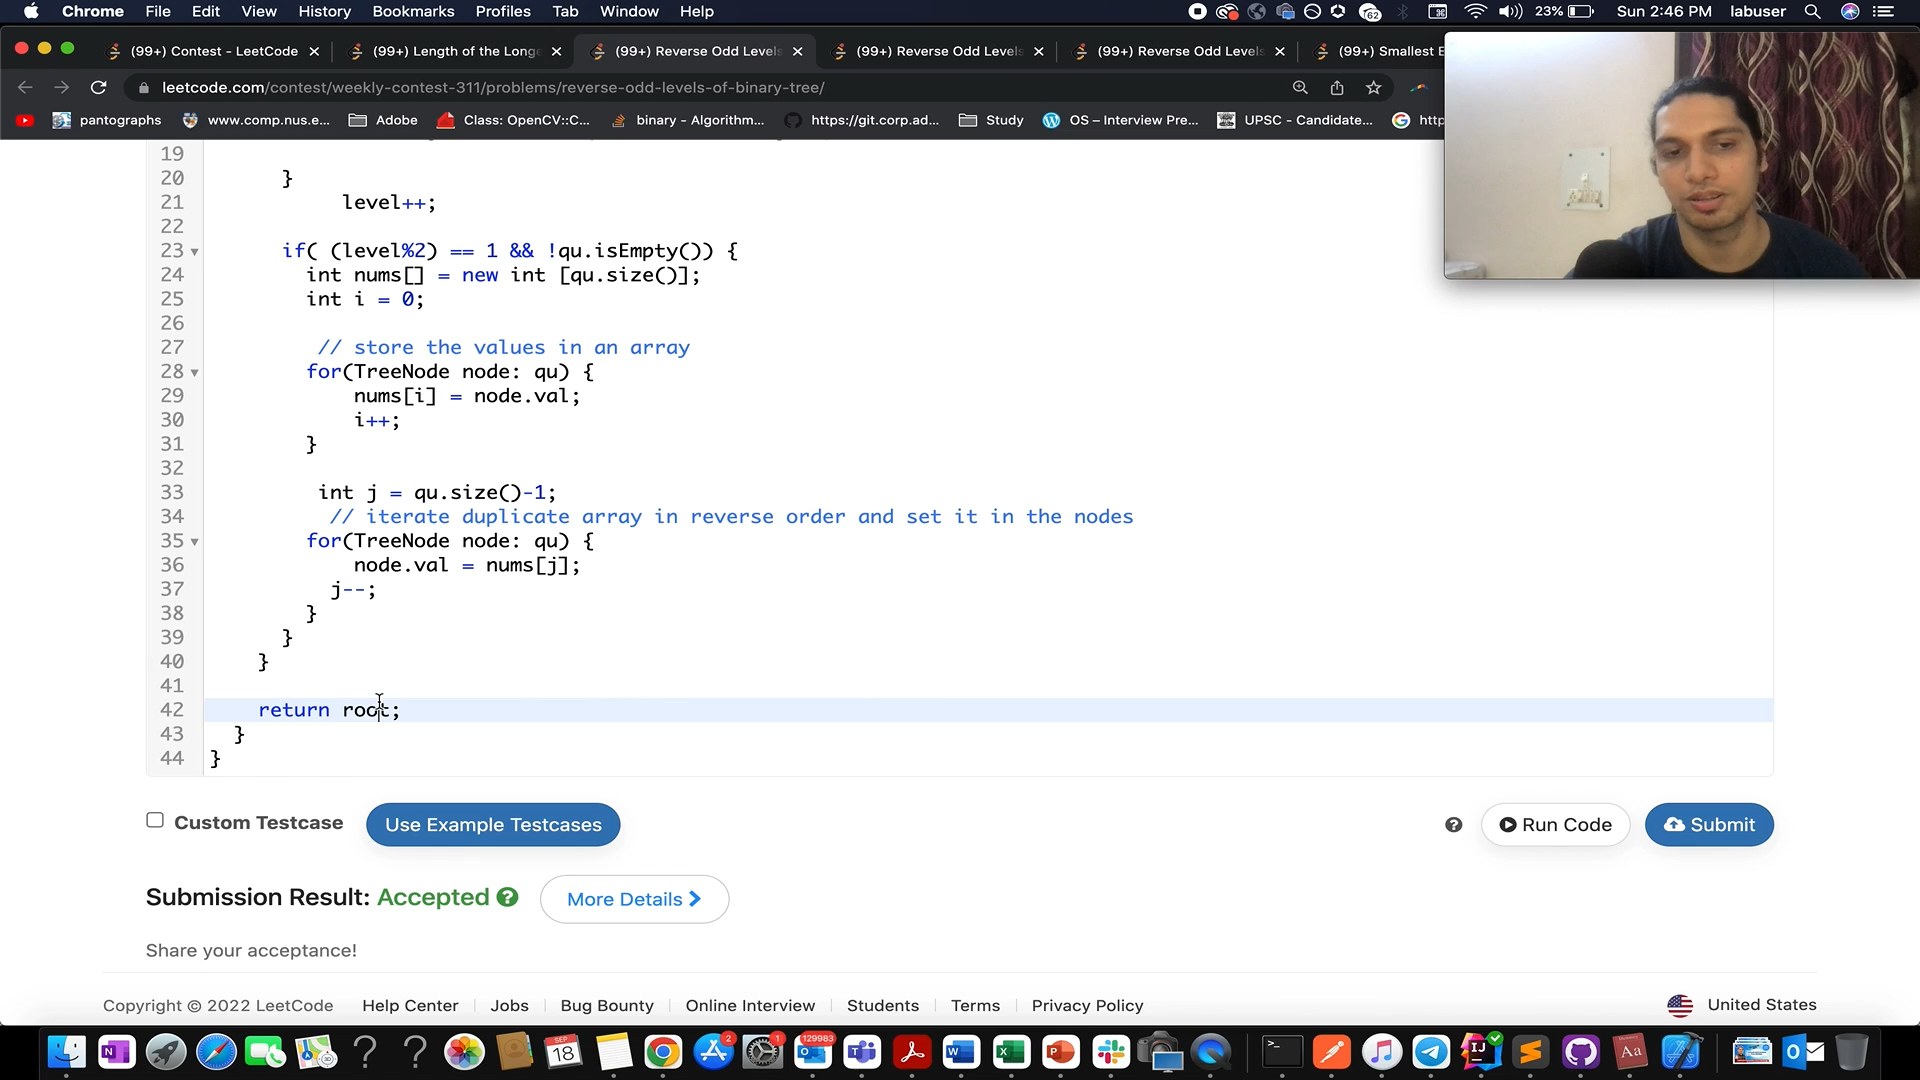 Chrome File Edit View History Bookmarks Profiles Tab Window Help 62 23% Sun 2:46 PM labuser
(99+) Contest - LeetCode (99+) Length of the Longe (99+) Reverse Odd Levels (99+) Reverse Odd Levels (99+) Reverse Odd Levels (99+) Smallest E
leetcode.com/contest/weekly-contest-311/problems/reverse-odd-levels-of-binary-tree/
pantographs www.comp.nus.e... Adobe Class: OpenCV::C... binary - Algorithm... https://git.corp.ad... Study OS – Interview Pre... UPSC - Candidate... http
19
20 }
21 level++;
22
23 if( (level%2) == 1 && !qu.isEmpty()) {
24 int nums[] = new int [qu.size()];
25 int i = 0;
26
27 // store the values in an array
28 for(TreeNode node: qu) {
29 nums[i] = node.val;
30 i++;
31 }
32
33 int j = qu.size()-1;
34 // iterate duplicate array in reverse order and set it in the nodes
35 for(TreeNode node: qu) {
36 node.val = nums[j];
37 j--;
38 }
39 }
40 }
41
42 return root;
43 }
44 }
Custom Testcase Use Example Testcases Run Code Submit
Submission Result: Accepted More Details
Share your acceptance!
Copyright © 2022 LeetCode Help Center Jobs Bug Bounty Online Interview Students Terms Privacy Policy United States
SEP 18 2 1 129983